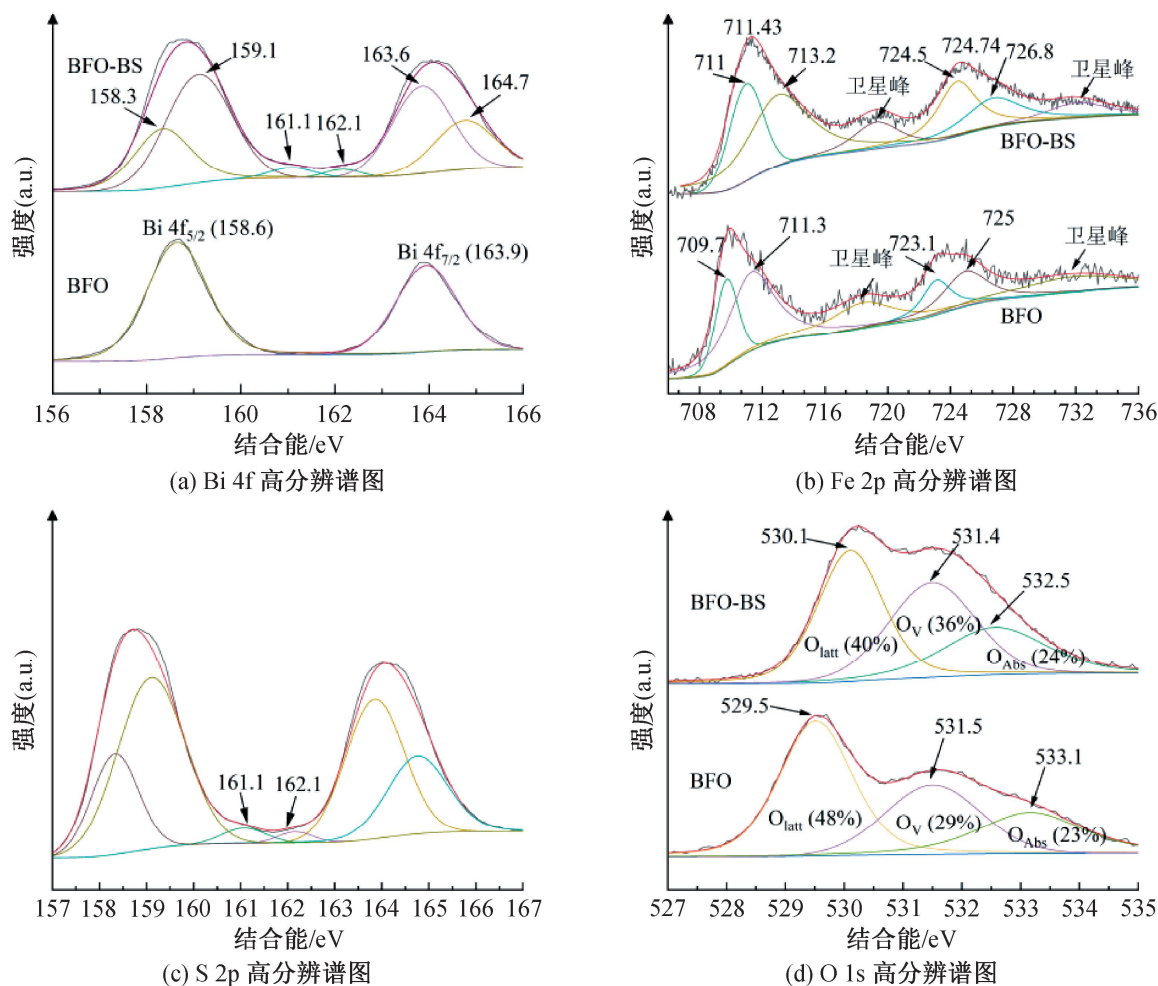 强度(a.u.)
BFO-BS
158.3
159.1
161.1
162.1
163.6
164.7
BFO
Bi 4f5/2 (158.6)
Bi 4f7/2 (163.9)
156 158 160 162 164 166
结合能/eV
(a) Bi 4f 高分辨谱图
强度(a.u.)
711.43
711
713.2
卫星峰
724.5
724.74
726.8
卫星峰
BFO-BS
709.7
711.3
卫星峰
723.1
725
卫星峰
BFO
708 712 716 720 725 728 732 736
结合能/eV
(b) Fe 2p 高分辨谱图
强度(a.u.)
161.1
162.1
157 158 159 160 161 162 163 164 165 166 167
结合能/eV
(c) S 2p 高分辨谱图
强度(a.u.)
530.1
531.4
532.5
BFO-BS
Olatt (40%)
OV (36%)
OAbs (24%)
529.5
531.5
533.1
BFO
Olatt (48%)
OV (29%)
OAbs (23%)
527 529 530 531 532 533 534 535
结合能/eV
(d) O 1s 高分辨谱图